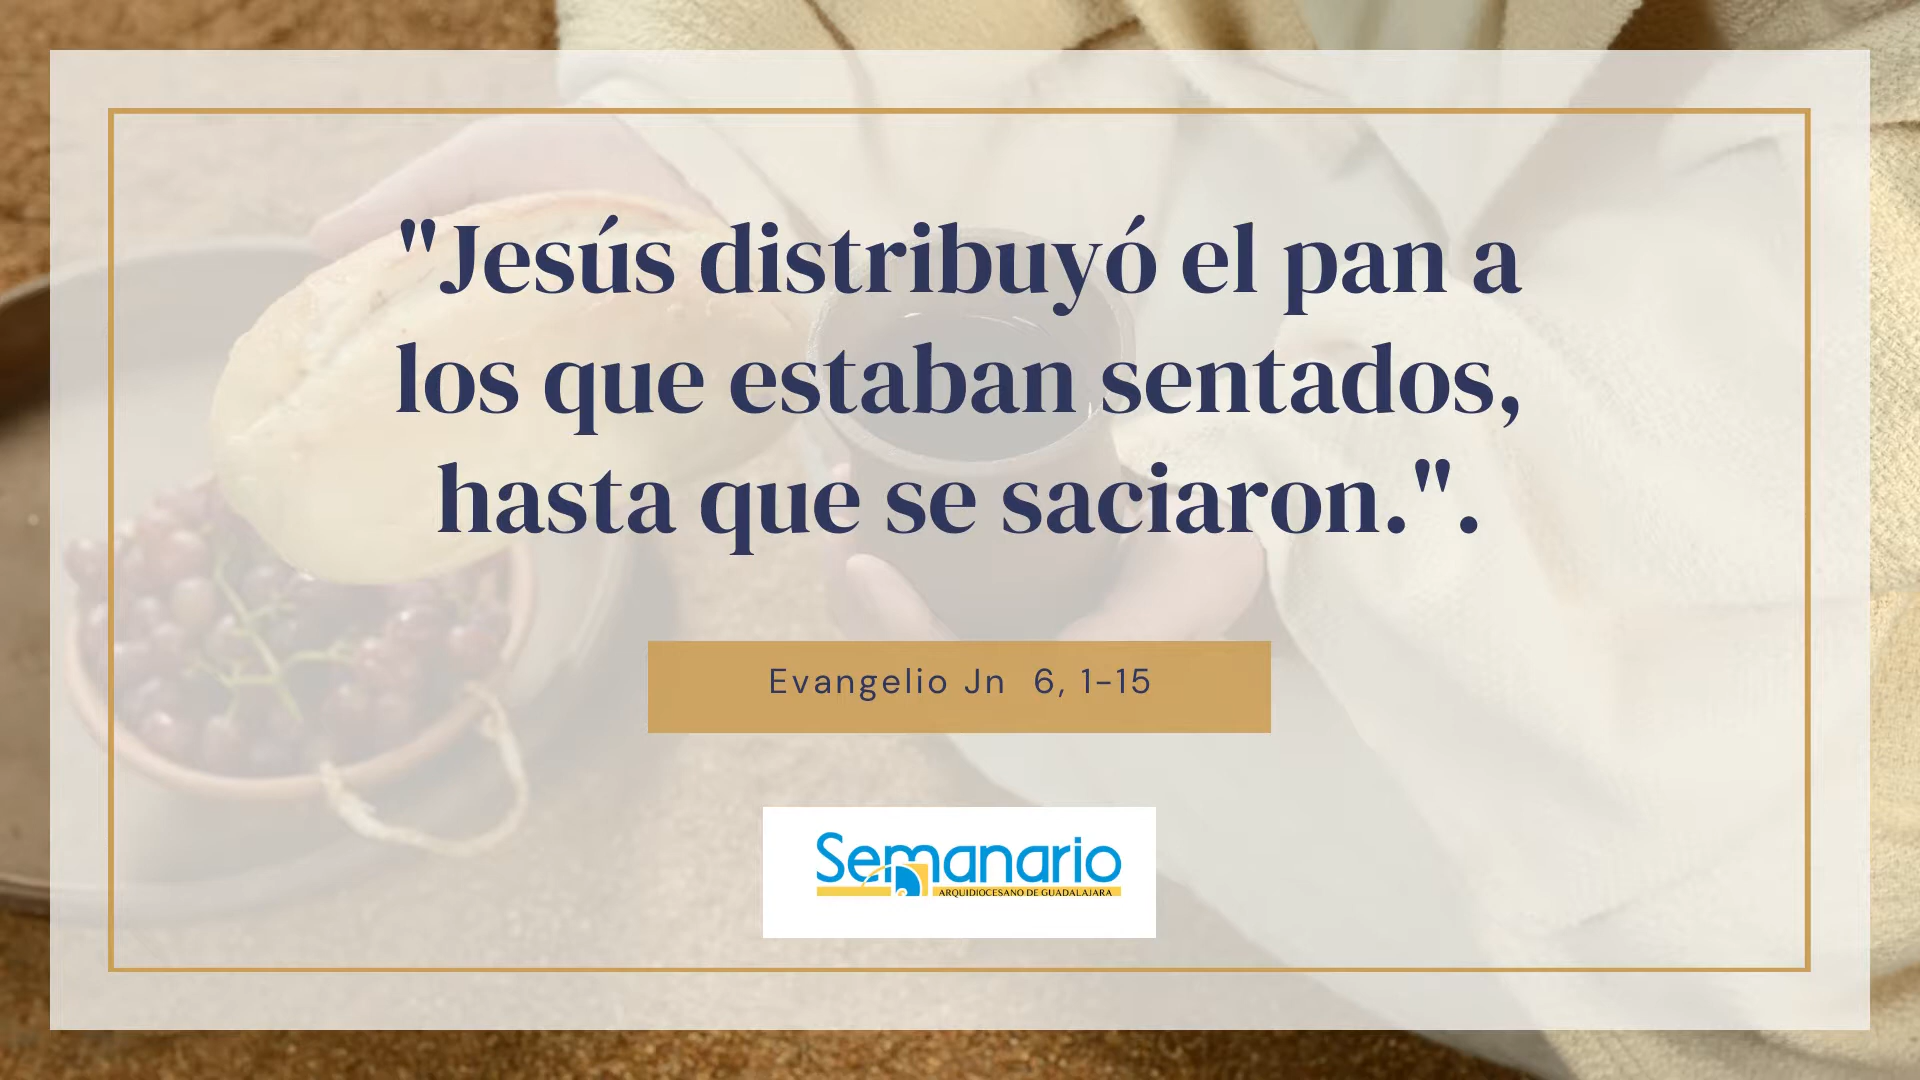 "Jesús distribuyó el pan a
los que estaban sentados,
hasta que se saciaron.".
Evangelio Jn 6, 1-15
Semanario
ARQUIDIOCESANO DE GUADALAJARA